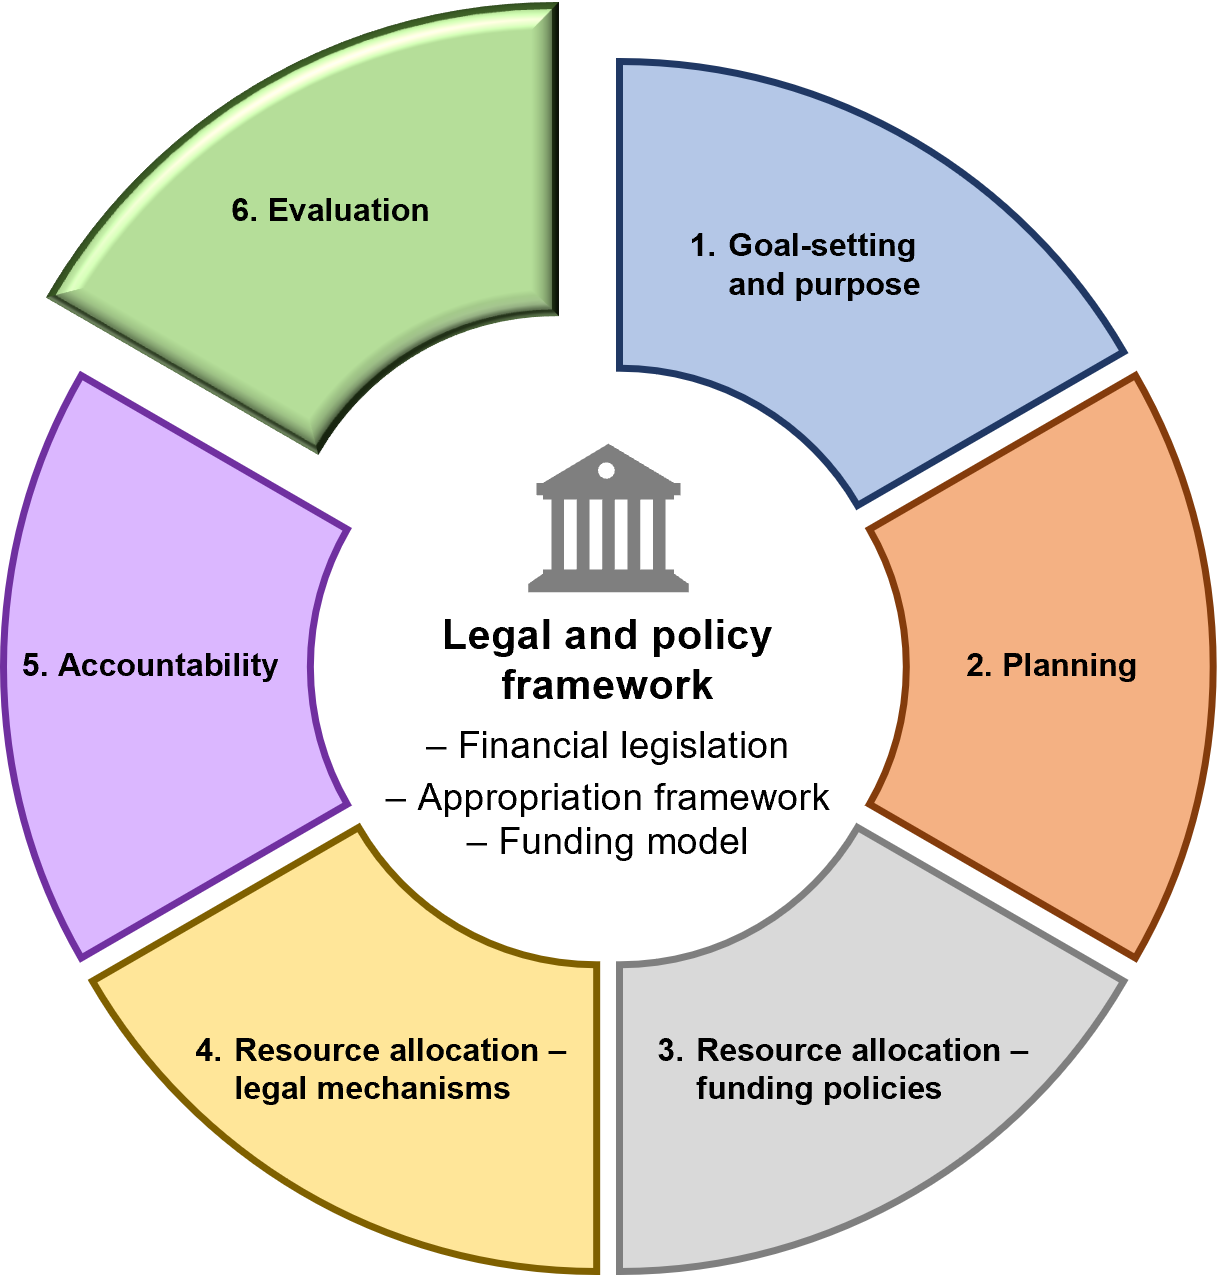 6. Evaluation
1. Goal-setting
and purpose
Legal and policy
framework
– Financial legislation
– Appropriation framework
– Funding model
5. Accountability
2. Planning
4. Resource allocation –
legal mechanisms
3. Resource allocation –
funding policies